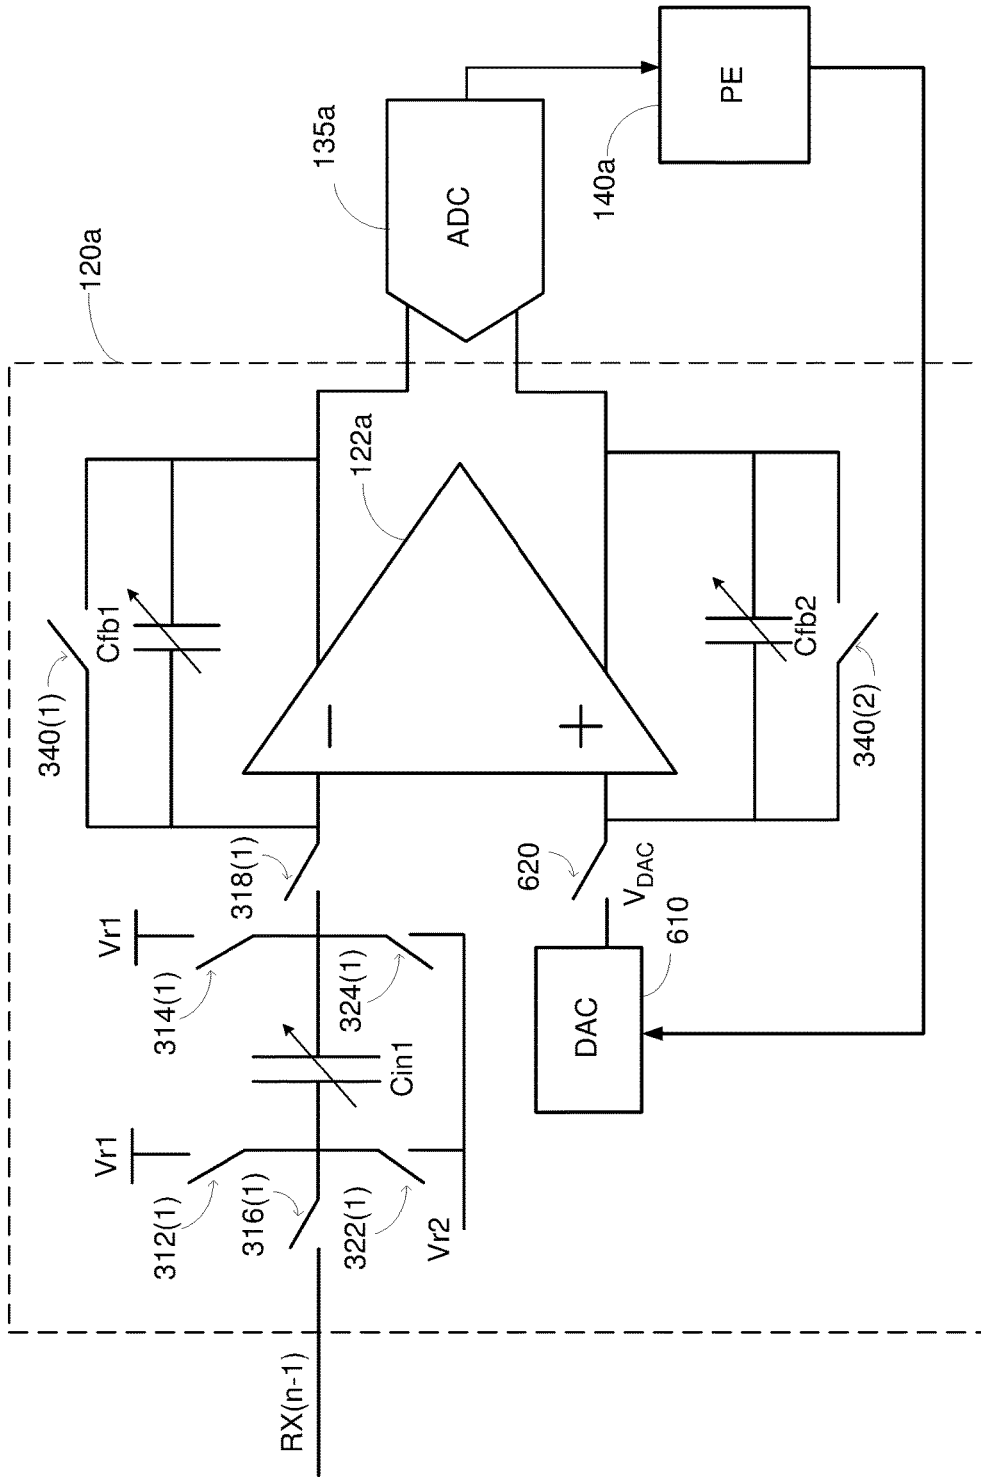 120a
135a
ADC
140a
PE
340(1)
Cfb1
122a
−
+
Cfb2
340(2)
318(1)
620
V_DAC
610
DAC
Vr1
314(1)
324(1)
Cin1
Vr1
312(1)
316(1)
322(1)
Vr2
RX(n-1)